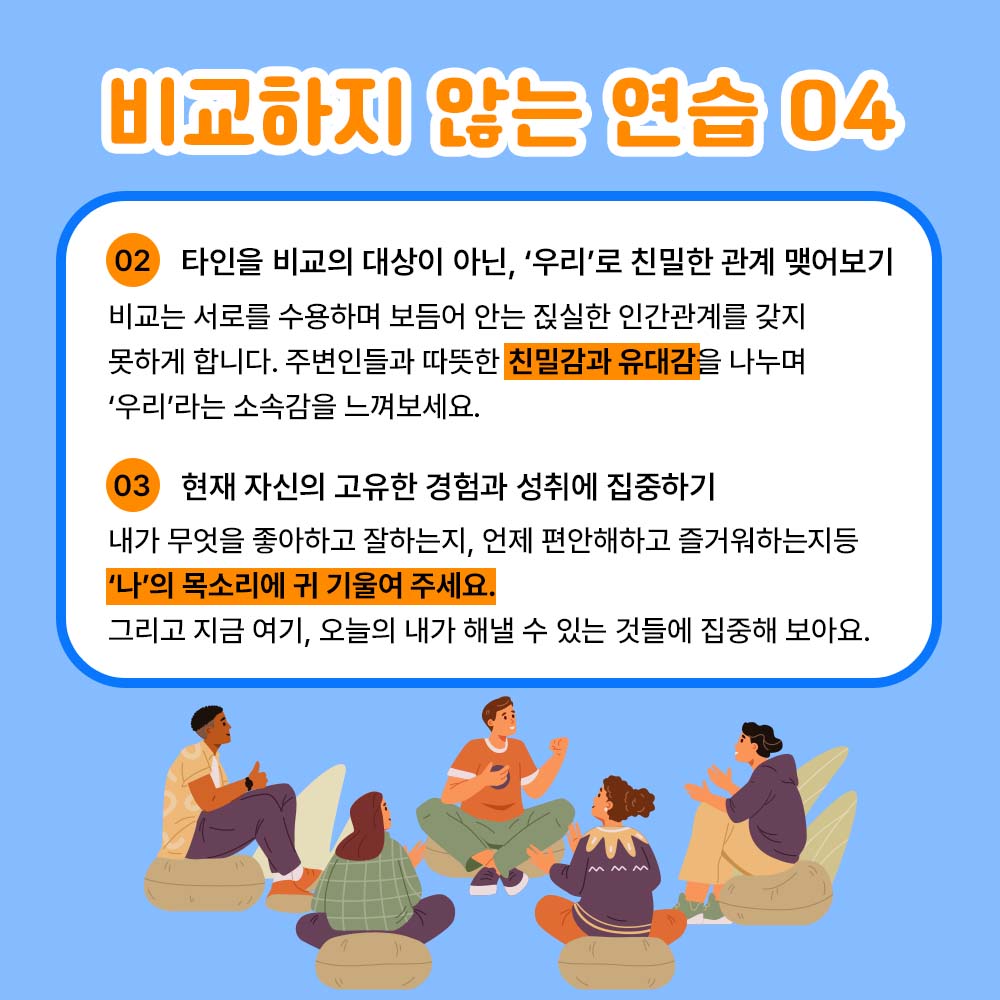 비교하지 않는 연습 04
02 타인을 비교의 대상이 아닌, ‘우리’로 친밀한 관계 맺어보기
비교는 서로를 수용하며 보듬어 안는 짊실한 인간관계를 갖지
못하게 합니다. 주변인들과 따뜻한 친밀감과 유대감을 나누며
‘우리’라는 소속감을 느껴보세요.
03 현재 자신의 고유한 경험과 성취에 집중하기
내가 무엇을 좋아하고 잘하는지, 언제 편안해하고 즐거워하는지등
‘나’의 목소리에 귀 기울여 주세요.
그리고 지금 여기, 오늘의 내가 해낼 수 있는 것들에 집중해 보아요.